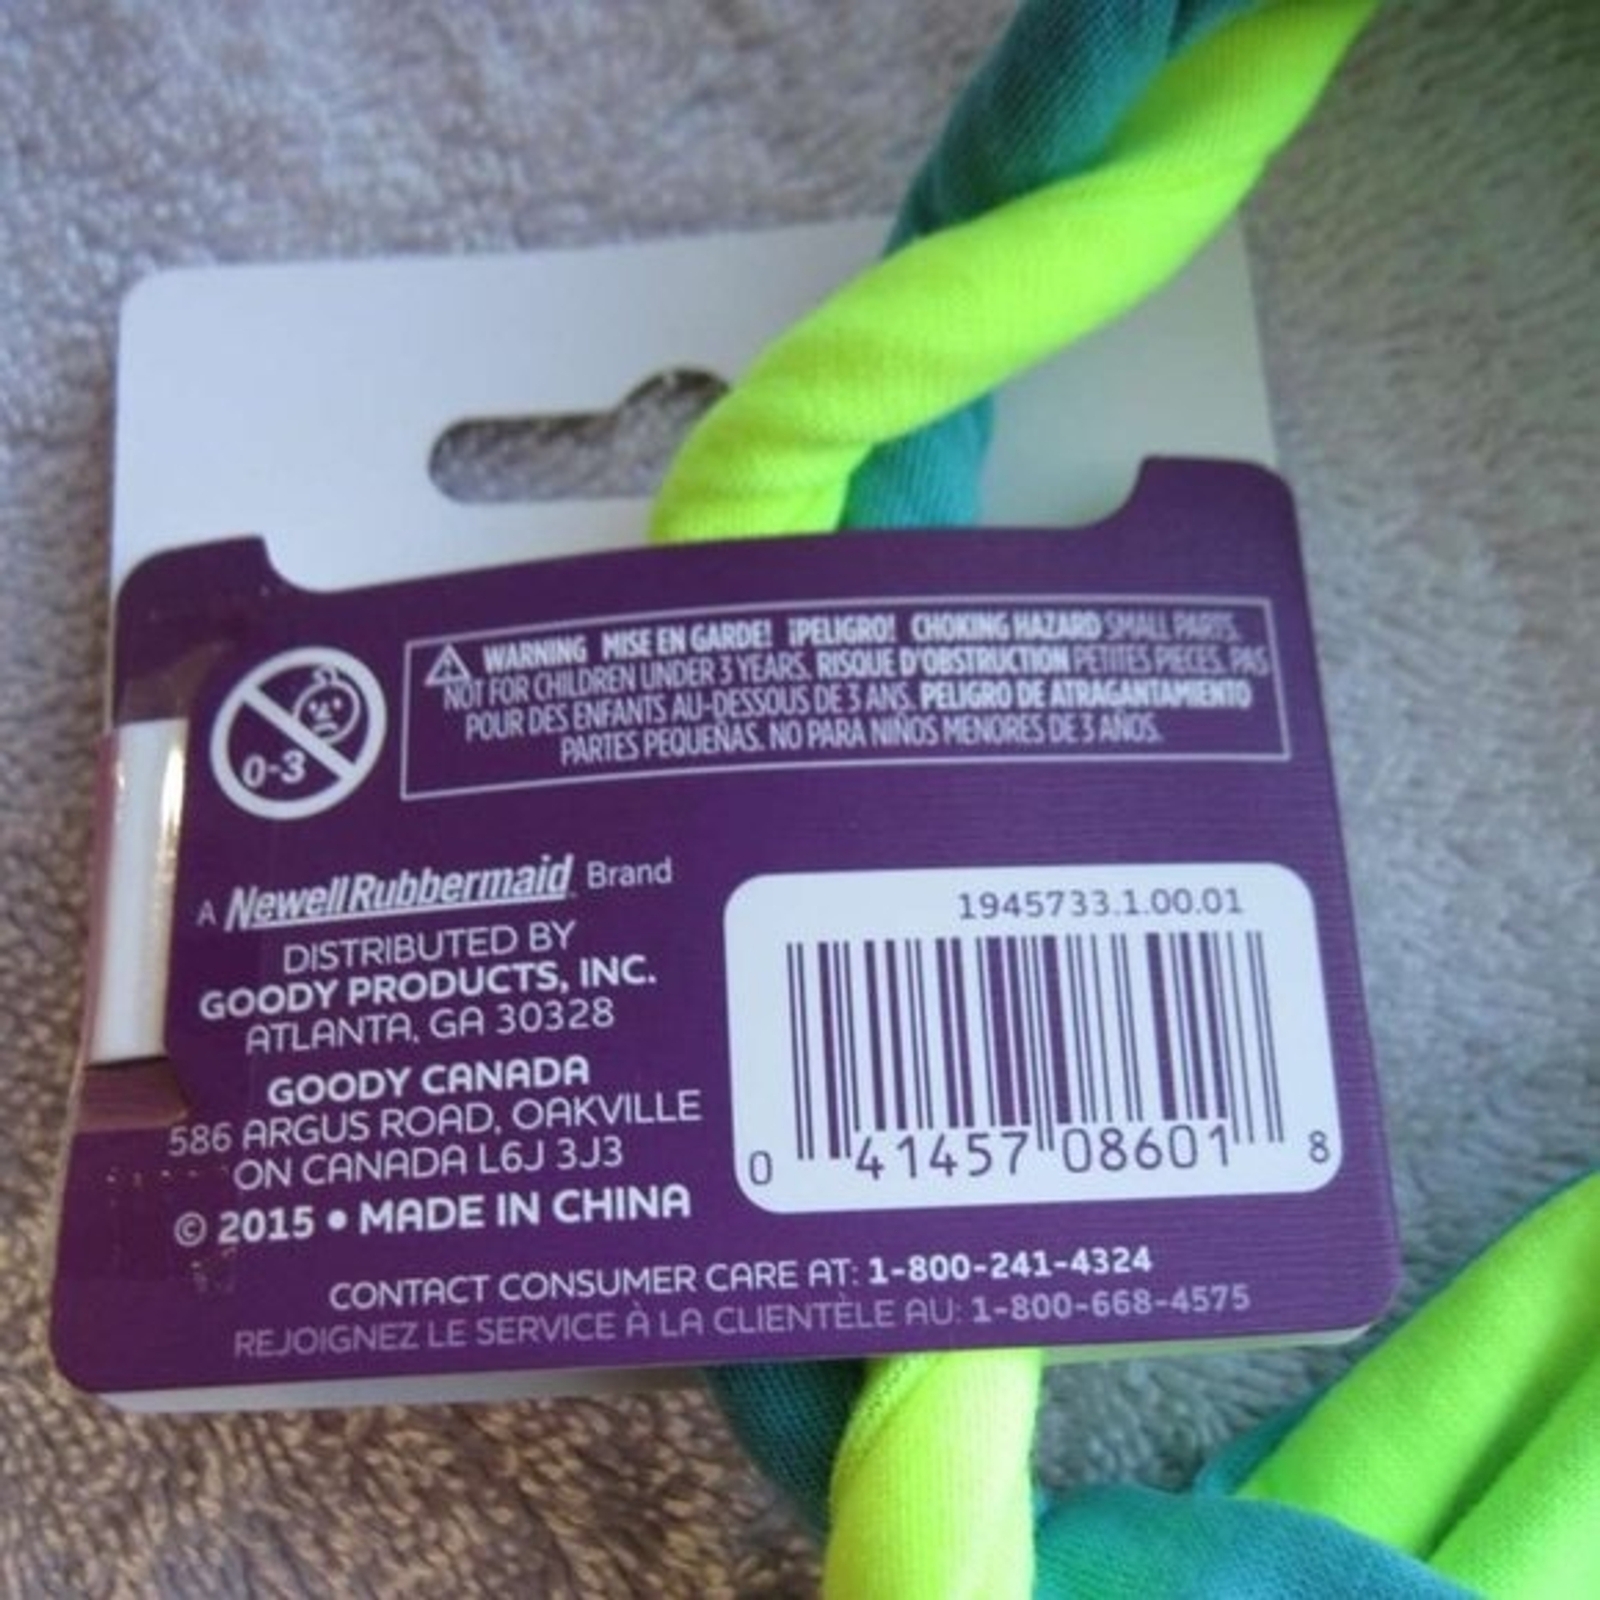 WARNING MISE EN GARDE! ¡PELIGRO! CHOKING HAZARD SMALL PARTS.
NOT FOR CHILDREN UNDER 3 YEARS. RISQUE D'OBSTRUCTION PETITES PIECES. PAS
POUR DES ENFANTS AU-DESSOUS DE 3 ANS. PELIGRO DE ATRAGANTAMIENTO
PARTES PEQUEÑAS. NO PARA NIÑOS MENORES DE 3 AÑOS.
0-3
A NewellRubbermaid Brand
DISTRIBUTED BY
GOODY PRODUCTS, INC.
ATLANTA, GA 30328
GOODY CANADA
586 ARGUS ROAD, OAKVILLE
ON CANADA L6J 3J3
© 2015 • MADE IN CHINA
1945733.1.00.01
0 41457 08601 8
CONTACT CONSUMER CARE AT: 1-800-241-4324
REJOIGNEZ LE SERVICE À LA CLIENTÈLE AU: 1-800-668-4575